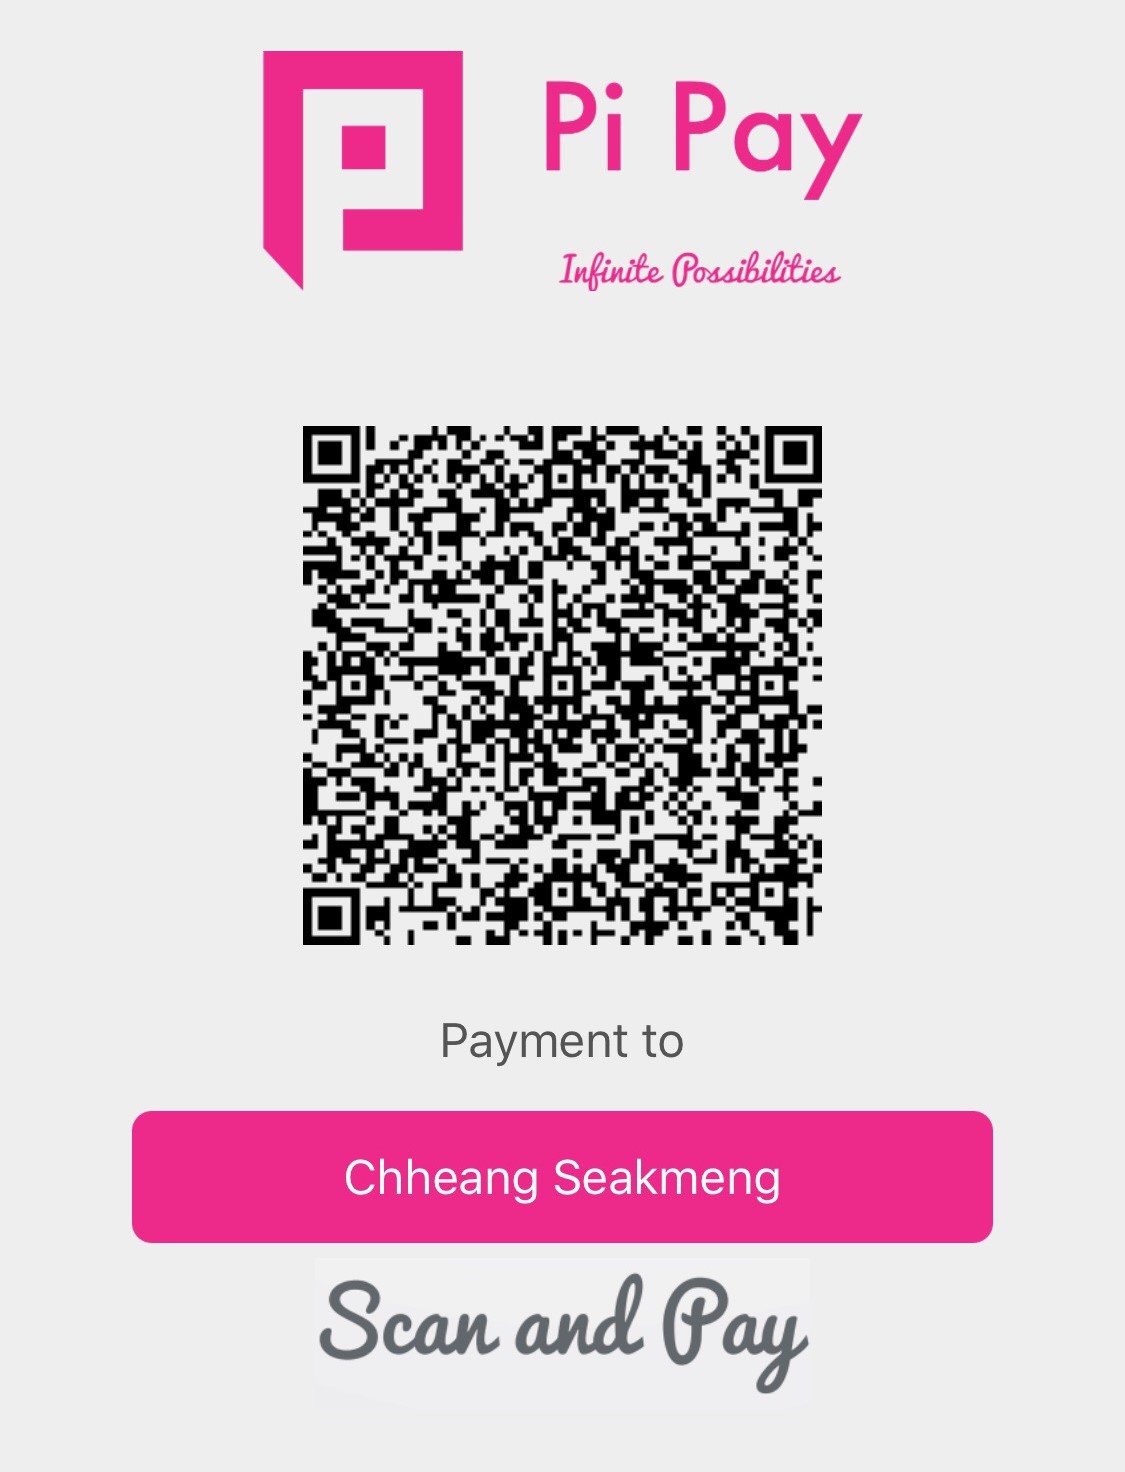 Pi Pay
Infinite Possibilities
Payment to
Chheang Seakmeng
Scan and Pay